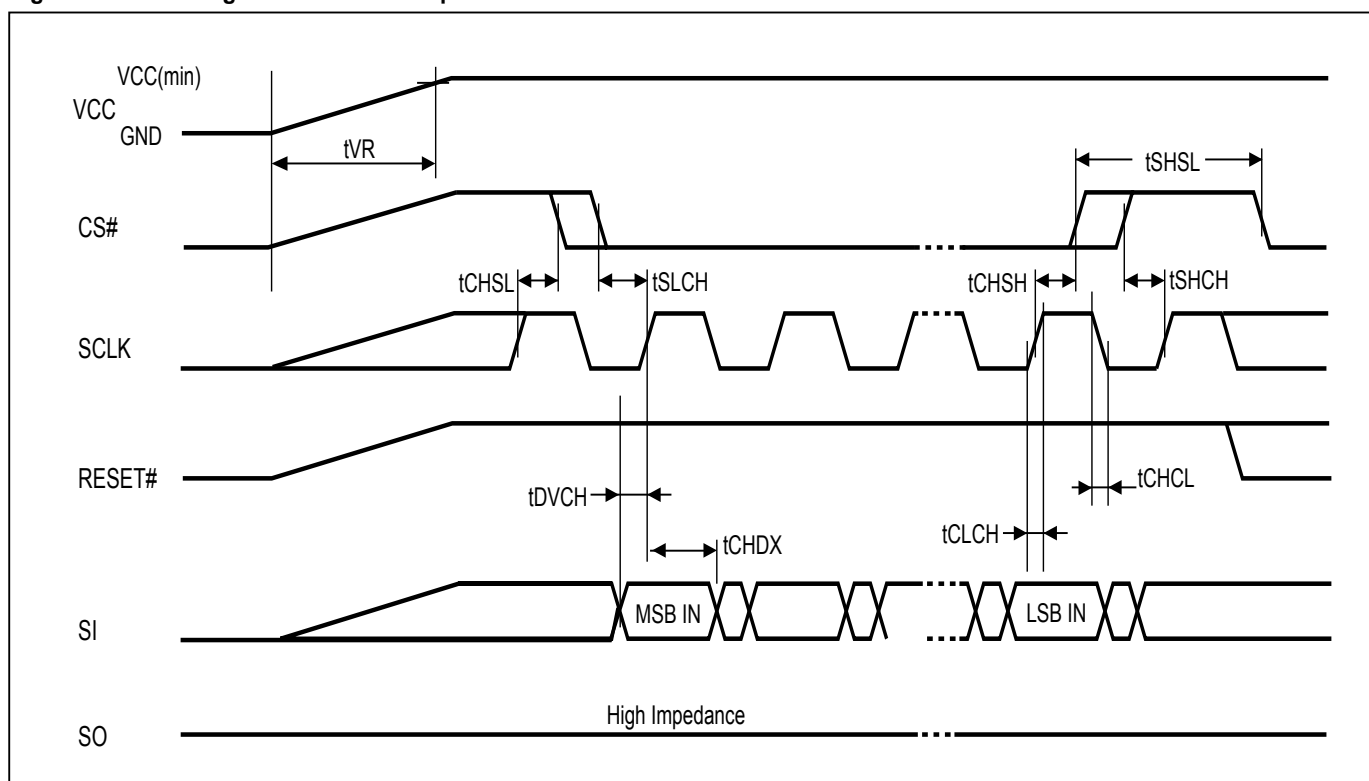 VCC(min)
VCC
GND
tVR
tSHSL
CS#
tCHSL
tSLCH
tCHSH
tSHCH
SCLK
RESET#
tDVCH
tCHCL
tCLCH
tCHDX
SI
MSB IN
LSB IN
High Impedance
SO